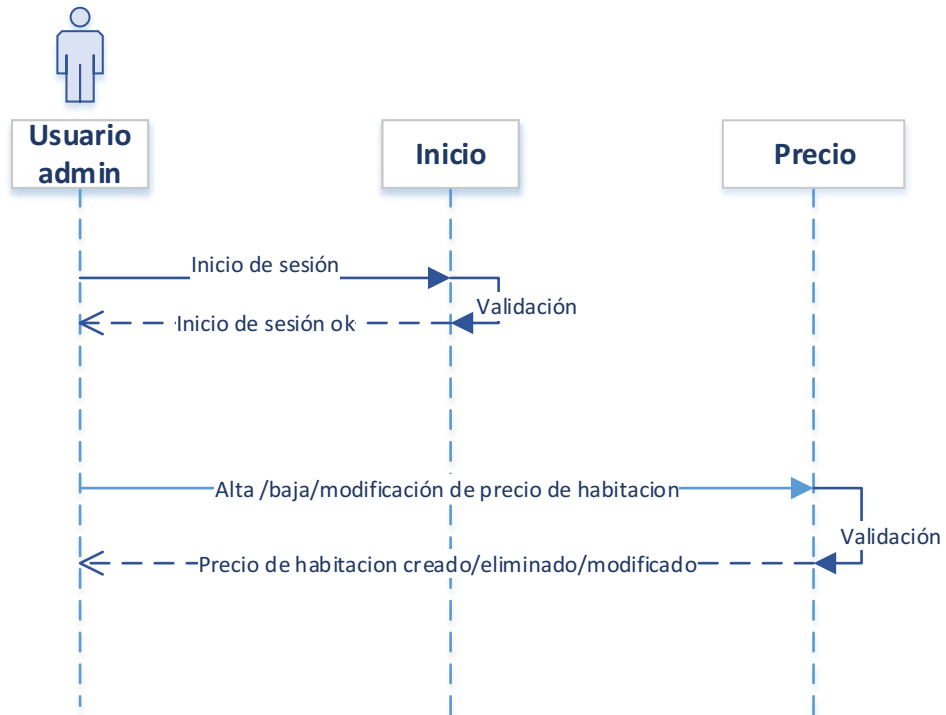 Usuario
admin
Inicio
Precio
Inicio de sesión
Validación
Inicio de sesión ok
Alta /baja/modificación de precio de habitacion
Validación
Precio de habitacion creado/eliminado/modificado